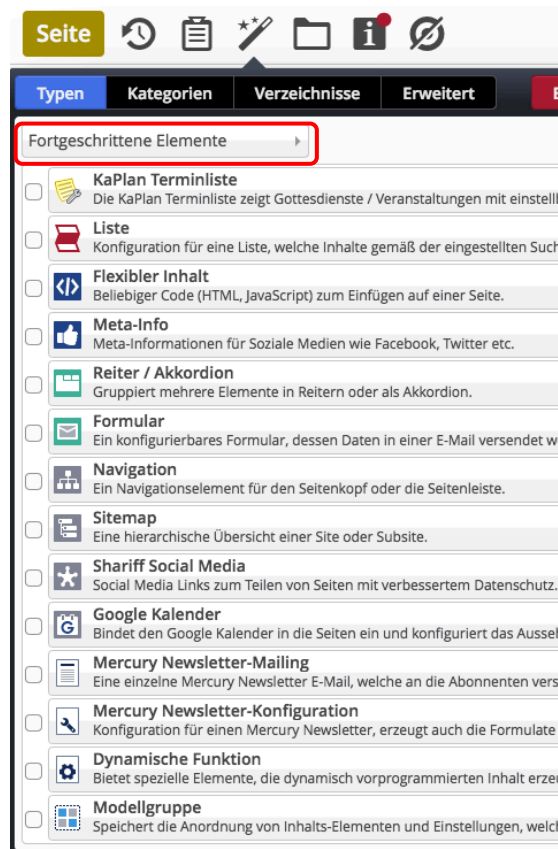 Seite
Typen Kategorien Verzeichnisse Erweitert
Fortgeschrittene Elemente
KaPlan Terminliste
Die KaPlan Terminliste zeigt Gottesdienste / Veranstaltungen mit einstell
Liste
Konfiguration für eine Liste, welche Inhalte gemäß der eingestellten Such
Flexibler Inhalt
Beliebiger Code (HTML, JavaScript) zum Einfügen auf einer Seite.
Meta-Info
Meta-Informationen für Soziale Medien wie Facebook, Twitter etc.
Reiter / Akkordion
Gruppiert mehrere Elemente in Reitern oder als Akkordion.
Formular
Ein konfigurierbares Formular, dessen Daten in einer E-Mail versendet w
Navigation
Ein Navigationselement für den Seitenkopf oder die Seitenleiste.
Sitemap
Eine hierarchische Übersicht einer Site oder Subsite.
Shariff Social Media
Social Media Links zum Teilen von Seiten mit verbessertem Datenschutz.
Google Kalender
Bindet den Google Kalender in die Seiten ein und konfiguriert das Aussel
Mercury Newsletter-Mailing
Eine einzelne Mercury Newsletter E-Mail, welche an die Abonnenten vers
Mercury Newsletter-Konfiguration
Konfiguration für einen Mercury Newsletter, erzeugt auch die Formulate
Dynamische Funktion
Bietet spezielle Elemente, die dynamisch vorprogrammierten Inhalt erze
Modellgruppe
Speichert die Anordnung von Inhalts-Elementen und Einstellungen, welch